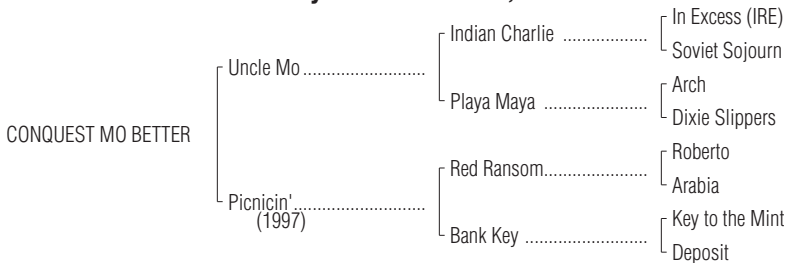 In Excess (IRE)
Indian Charlie ..................
Soviet Sojourn
Uncle Mo ..........................
Arch
Playa Maya ......................
Dixie Slippers
CONQUEST MO BETTER
Roberto
Red Ransom......................
Arabia
Picnicin'............................
(1997)
Key to the Mint
Bank Key ..........................
Deposit